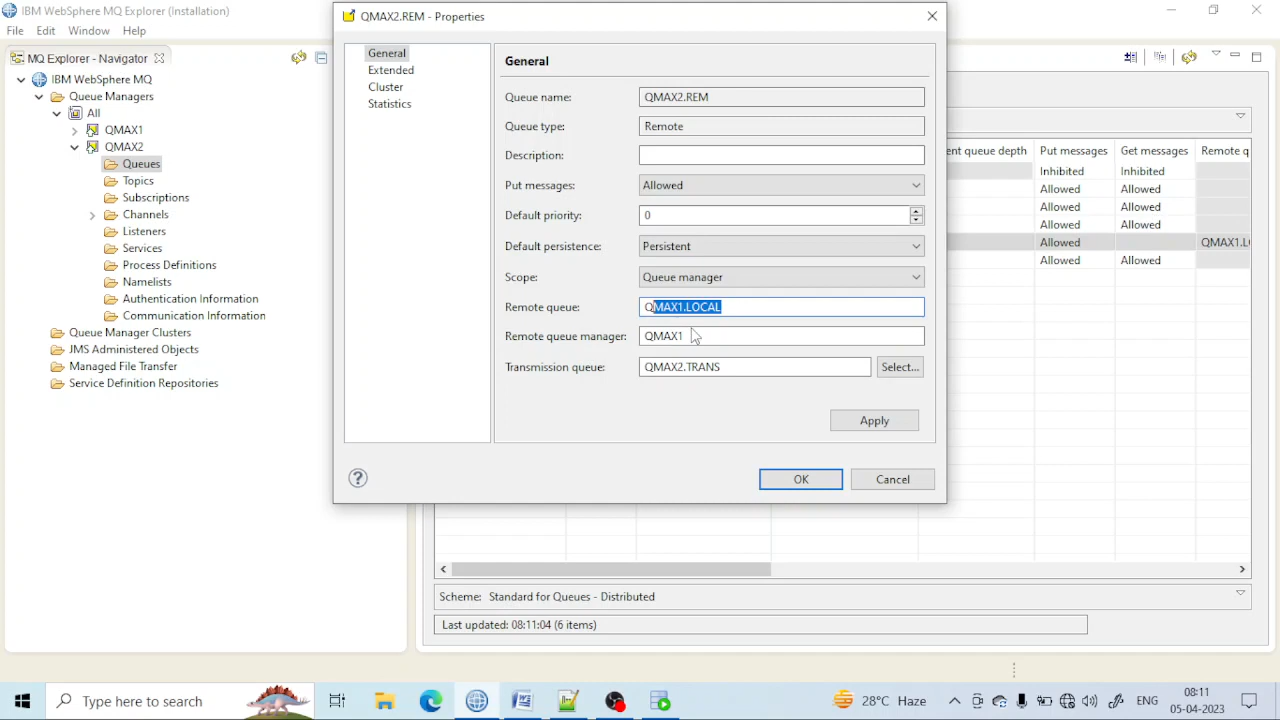 IBM WebSphere MQ Explorer (Installation)
File Edit Window Help
MQ Explorer - Navigator
IBM WebSphere MQ
Queue Managers
All
QMAX1
QMAX2
Queues
Topics
Subscriptions
Channels
Listeners
Services
Process Definitions
Namelists
Authentication Information
Communication Information
Queue Manager Clusters
JMS Administered Objects
Managed File Transfer
Service Definition Repositories
QMAX2.REM - Properties
General
Extended
Cluster
Statistics
General
Queue name: QMAX2.REM
Queue type: Remote
Description:
Put messages: Allowed
Default priority: 0
Default persistence: Persistent
Scope: Queue manager
Remote queue: QMAX1.LOCAL
Remote queue manager: QMAX1
Transmission queue: QMAX2.TRANS Select...
Apply
OK Cancel
queue depth Put messages Get messages Remote q
Inhibited Inhibited
Allowed Allowed
Allowed Allowed
Allowed Allowed
Allowed QMAX1.L
Allowed Allowed
Scheme: Standard for Queues - Distributed
Last updated: 08:11:04 (6 items)
Type here to search
28°C Haze
ENG
08:11
05-04-2023